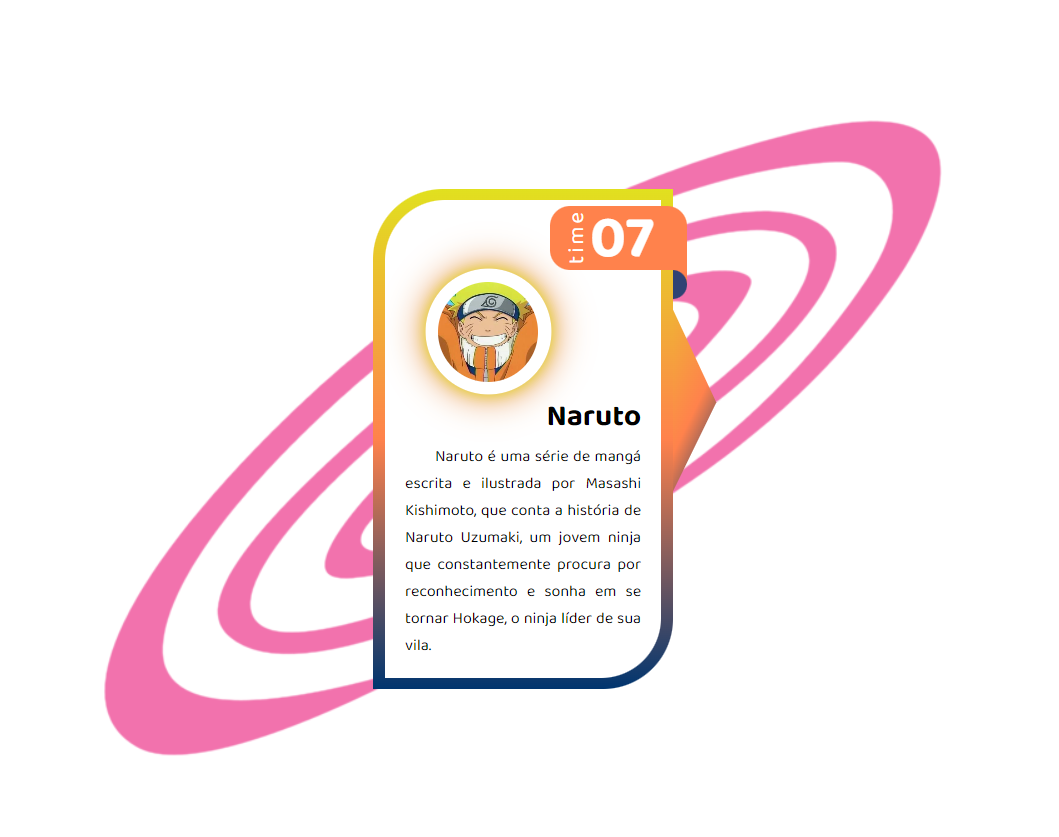 time
07
Naruto
Naruto é uma série de mangá
escrita e ilustrada por Masashi
Kishimoto, que conta a história de
Naruto Uzumaki, um jovem ninja
que constantemente procura por
reconhecimento e sonha em se
tornar Hokage, o ninja líder de sua
vila.